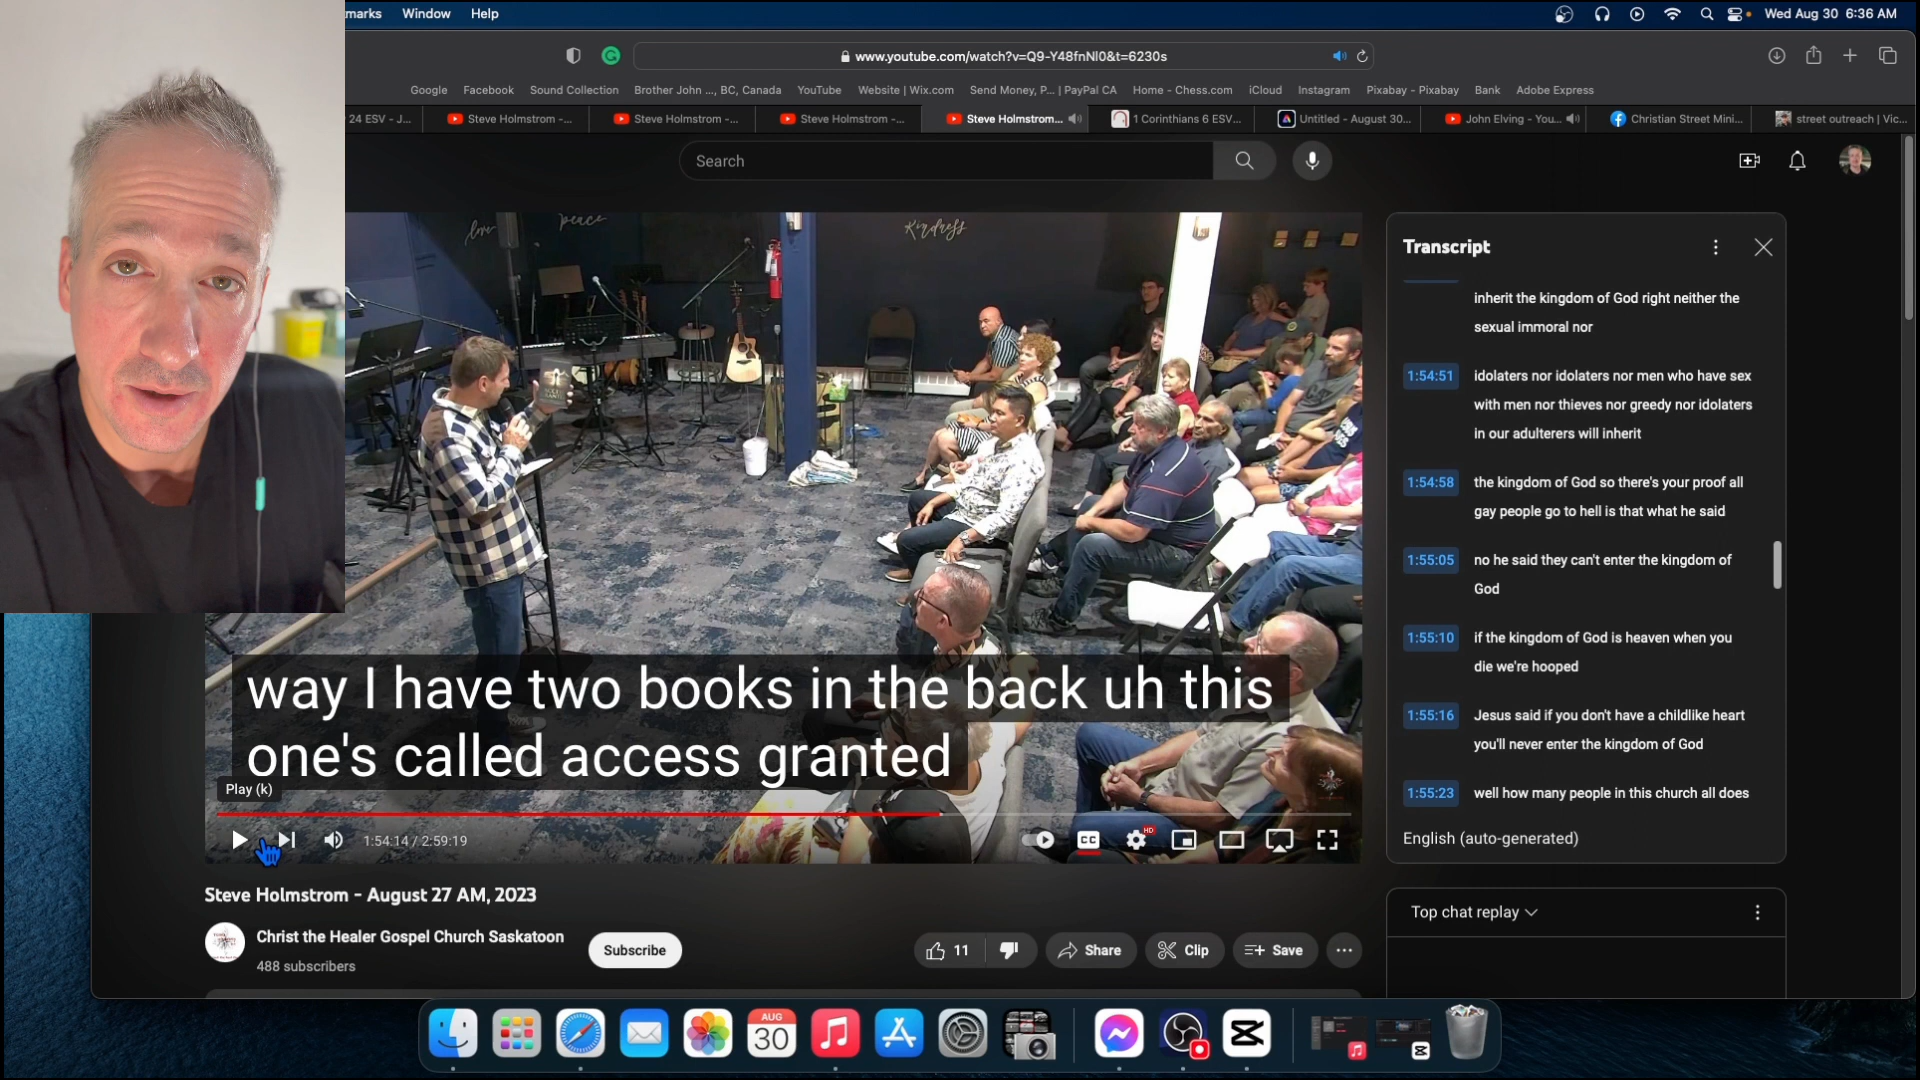 marks Window Help
Wed Aug 30 6:36 AM
www.youtube.com/watch?v=Q9-Y48fnNI0&t=6230s
Google Facebook Sound Collection Brother John ..., BC, Canada YouTube Website | Wix.com Send Money, P... | PayPal CA Home - Chess.com iCloud Instagram Pixabay - Pixabay Bank Adobe Express
24 ESV - J... Steve Holmstrom -... Steve Holmstrom -... Steve Holmstrom -... Steve Holmstrom... 1 Corinthians 6 ESV... Untitled - August 30... John Elving - You... Christian Street Mini... street outreach | Vic...
Search
love peace Kindness
Transcript
inherit the kingdom of God right neither the
sexual immoral nor
1:54:51 idolaters nor idolaters nor men who have sex
with men nor thieves nor greedy nor idolaters
in our adulterers will inherit
1:54:58 the kingdom of God so there's your proof all
gay people go to hell is that what he said
1:55:05 no he said they can't enter the kingdom of
God
1:55:10 if the kingdom of God is heaven when you
die we're hooped
1:55:16 Jesus said if you don't have a childlike heart
you'll never enter the kingdom of God
1:55:23 well how many people in this church all does
English (auto-generated)
way I have two books in the back uh this
one's called access granted
Play (k)
1:54:14 / 2:59:19
CC HD
Steve Holmstrom - August 27 AM, 2023
Christ the Healer Gospel Church Saskatoon
488 subscribers
Subscribe
11 Share Clip Save ...
Top chat replay
AUG
30